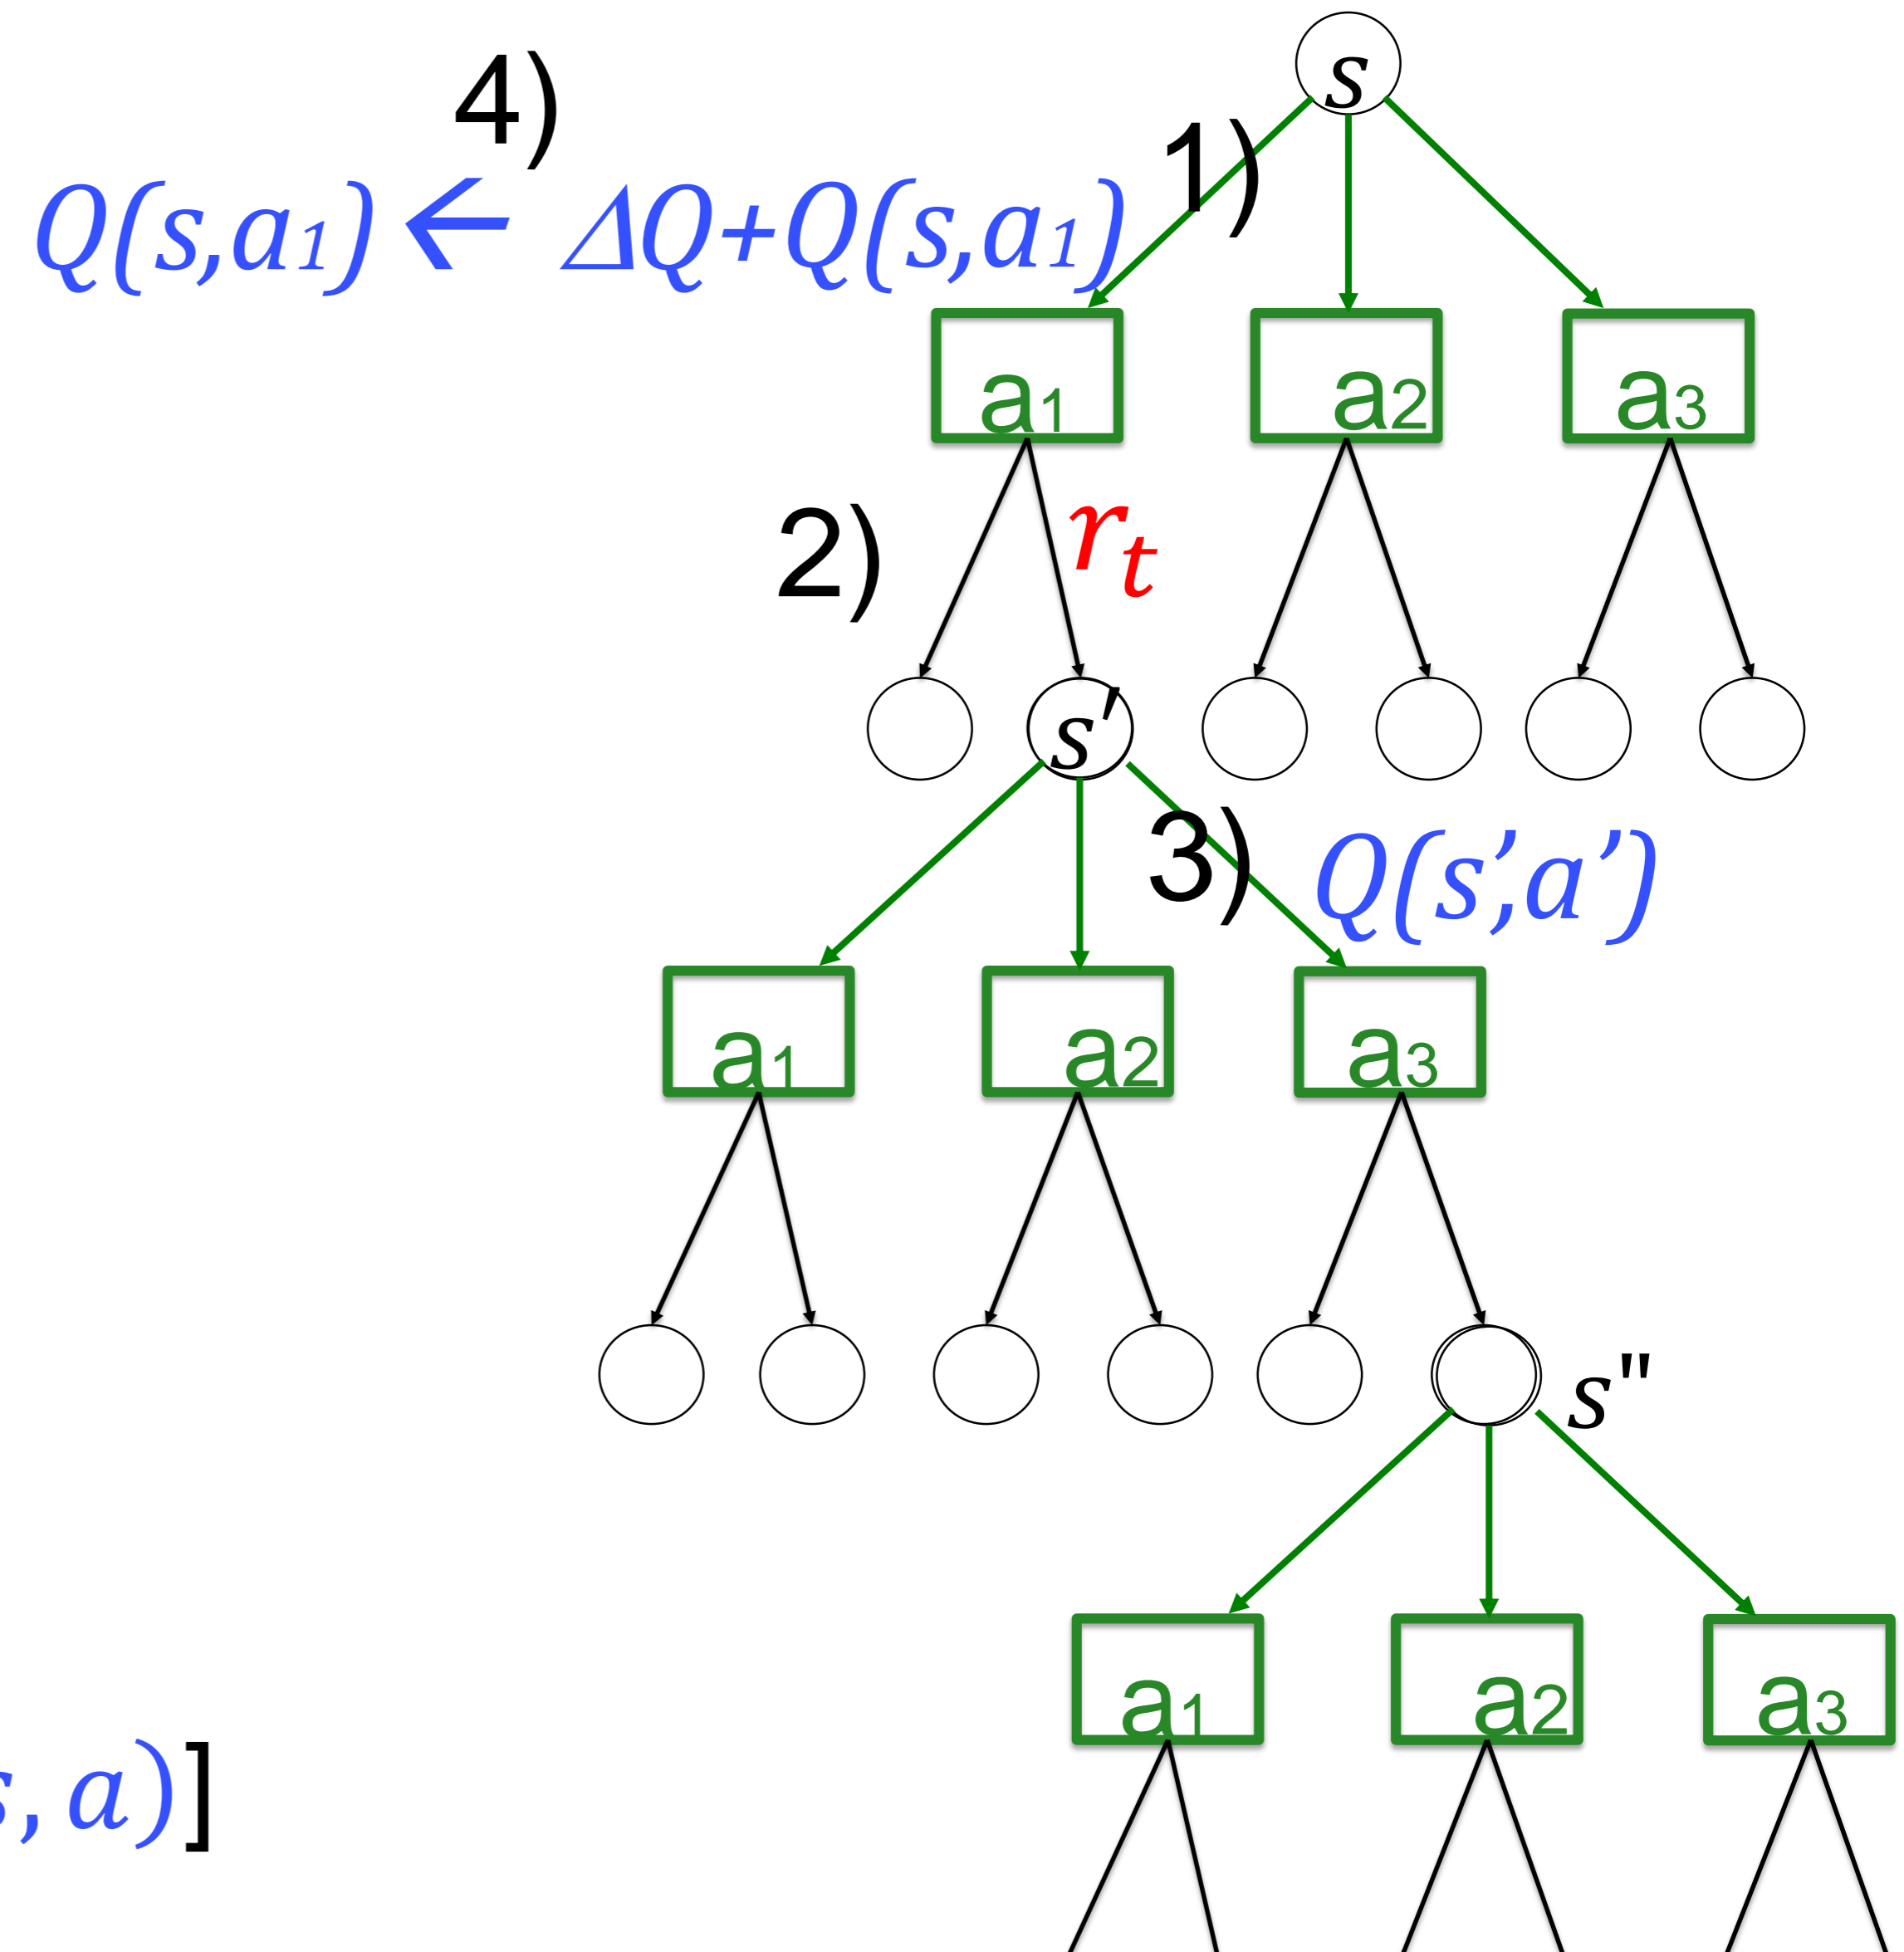 s
4)
1)
Q(s,a₁) ← ΔQ+Q(s,a₁)
a₁ a₂ a₃
2)
rₜ
s'
3)
Q(s',a')
a₁ a₂ a₃
s"
a₁ a₂ a₃
, a)]